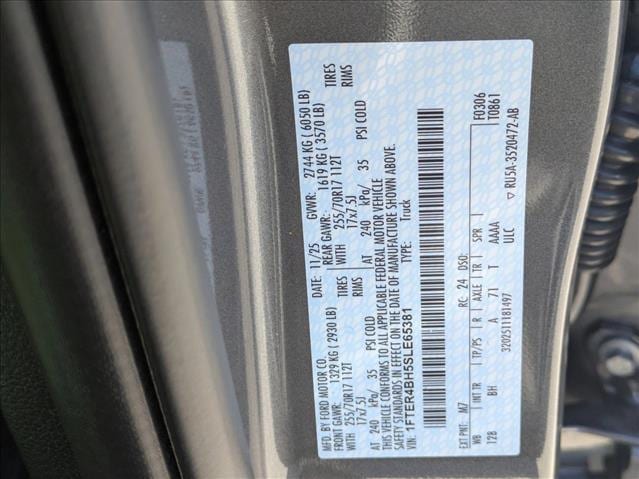 MFD. BY FORD MOTOR CO.
DATE: 11/25 GVWR: 2744 KG ( 6050 LB)
FRONT GAWR: 1329 KG ( 2930 LB) REAR GAWR: 1619 KG ( 3570 LB)
WITH 255/70R17 112T TIRES WITH 255/70R17 112T TIRES
17x7.5J RIMS 17x7.5J RIMS
AT 240 kPa/ 35 PSI COLD AT 240 kPa/ 35 PSI COLD
THIS VEHICLE CONFORMS TO ALL APPLICABLE FEDERAL MOTOR VEHICLE
SAFETY STANDARDS IN EFFECT ON THE DATE OF MANUFACTURE SHOWN ABOVE.
VIN: 1FTER4BH5SLE65381 TYPE: Truck
F0306
T0861
EXT PNT: M7 RC: 24 DSO:
WB INT TR TP/PS R AXLE TR SPR
128 BH A 71 T AAAA
ULC
3202511181497
▽ RU5A-3520472-AB